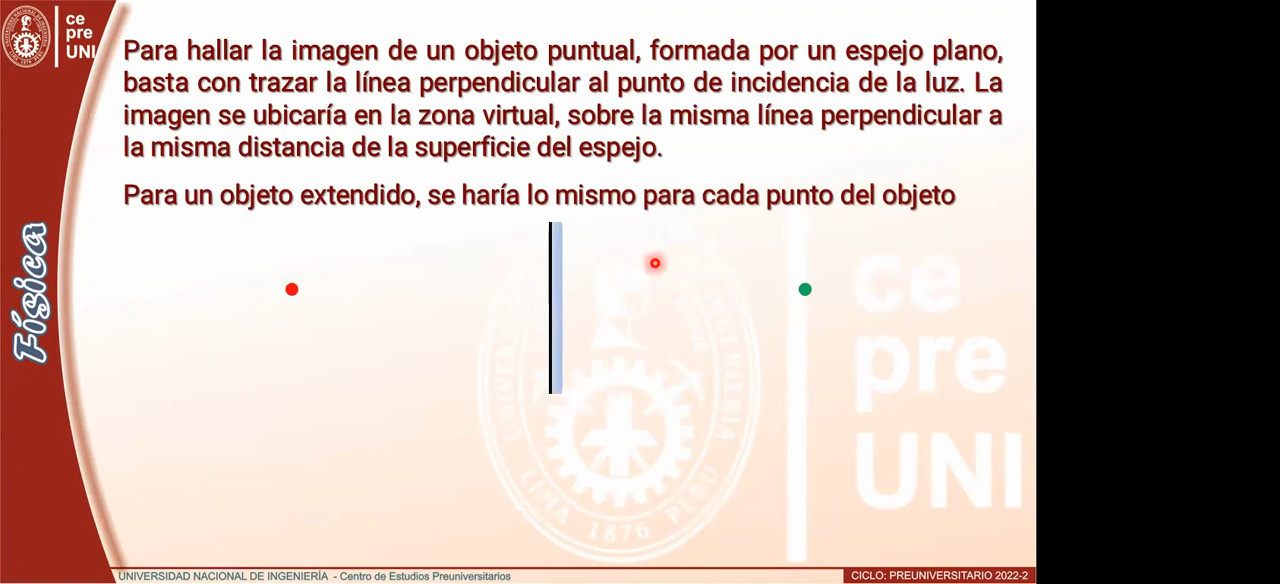 ce
pre
UNI
Para hallar la imagen de un objeto puntual, formada por un espejo plano,
basta con trazar la línea perpendicular al punto de incidencia de la luz. La
imagen se ubicaría en la zona virtual, sobre la misma línea perpendicular a
la misma distancia de la superficie del espejo.
Para un objeto extendido, se haría lo mismo para cada punto del objeto
Física
ce
pre
UNI
LIMA 1876 PERU
UNIVERSIDAD NACIONAL DE INGENIERÍA - Centro de Estudios Preuniversitarios
CICLO: PREUNIVERSITARIO 2022-2